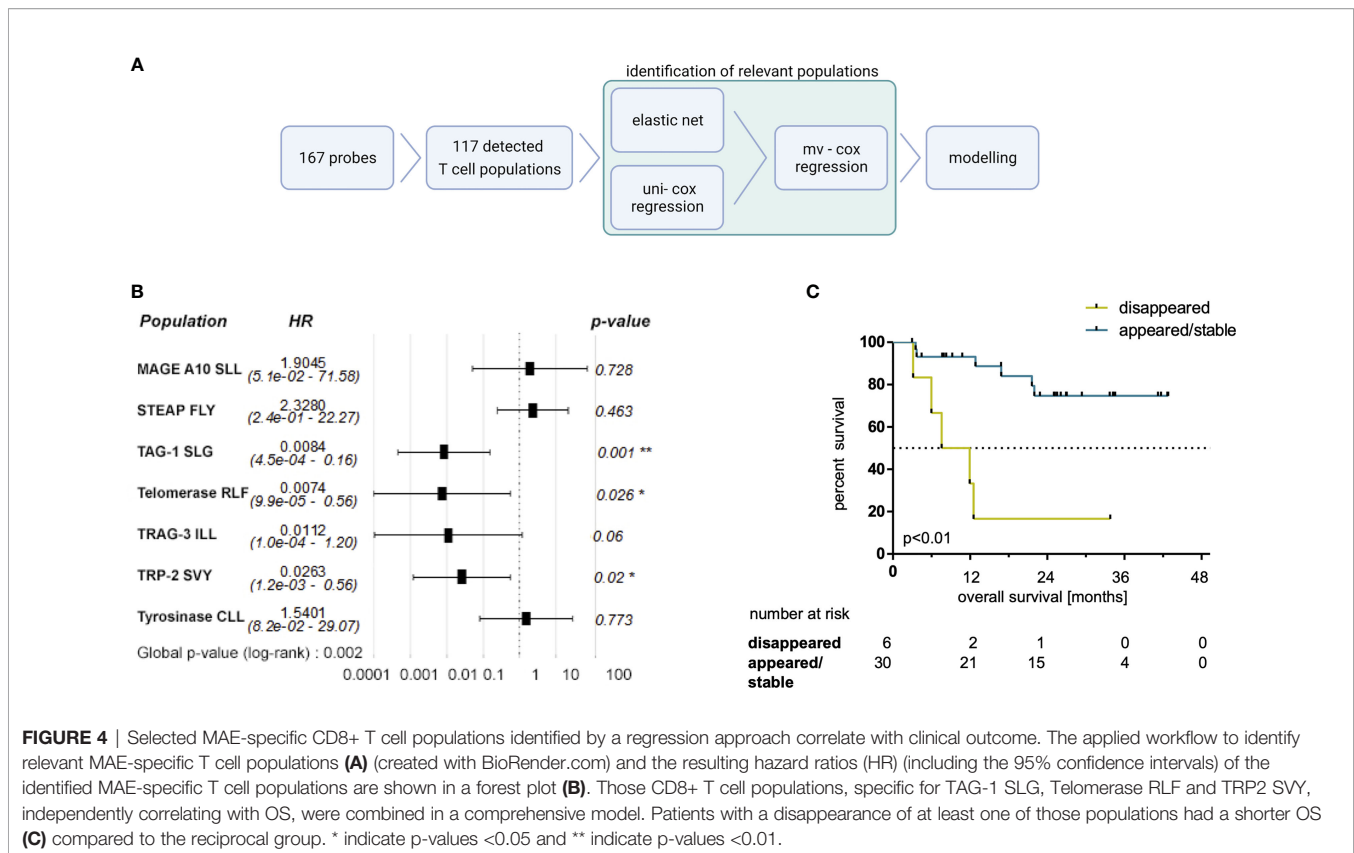 A
identification of relevant populations
167 probes
117 detected
T cell populations
elastic net
uni- cox
regression
mv - cox
regression
modelling
B
Population HR p-value
MAGE A10 SLL 1.9045 (5.1e-02 - 71.58) 0.728
STEAP FLY 2.3280 (2.4e-01 - 22.27) 0.463
TAG-1 SLG 0.0084 (4.5e-04 - 0.16) 0.001 **
Telomerase RLF 0.0074 (9.9e-05 - 0.56) 0.026 *
TRAG-3 ILL 0.0112 (1.0e-04 - 1.20) 0.06
TRP-2 SVY 0.0263 (1.2e-03 - 0.56) 0.02 *
Tyrosinase CLL 1.5401 (8.2e-02 - 29.07) 0.773
Global p-value (log-rank) : 0.002
0.0001 0.001 0.01 0.1 1 10 100
C
disappeared
appeared/stable
percent survival
100
80
60
40
20
0
p<0.01
0 12 24 36 48
overall survival [months]
number at risk
disappeared 6 2 1 0 0
appeared/ 30 21 15 4 0
stable
FIGURE 4 | Selected MAE-specific CD8+ T cell populations identified by a regression approach correlate with clinical outcome. The applied workflow to identify
relevant MAE-specific T cell populations (A) (created with BioRender.com) and the resulting hazard ratios (HR) (including the 95% confidence intervals) of the
identified MAE-specific T cell populations are shown in a forest plot (B). Those CD8+ T cell populations, specific for TAG-1 SLG, Telomerase RLF and TRP2 SVY,
independently correlating with OS, were combined in a comprehensive model. Patients with a disappearance of at least one of those populations had a shorter OS
(C) compared to the reciprocal group. * indicate p-values <0.05 and ** indicate p-values <0.01.